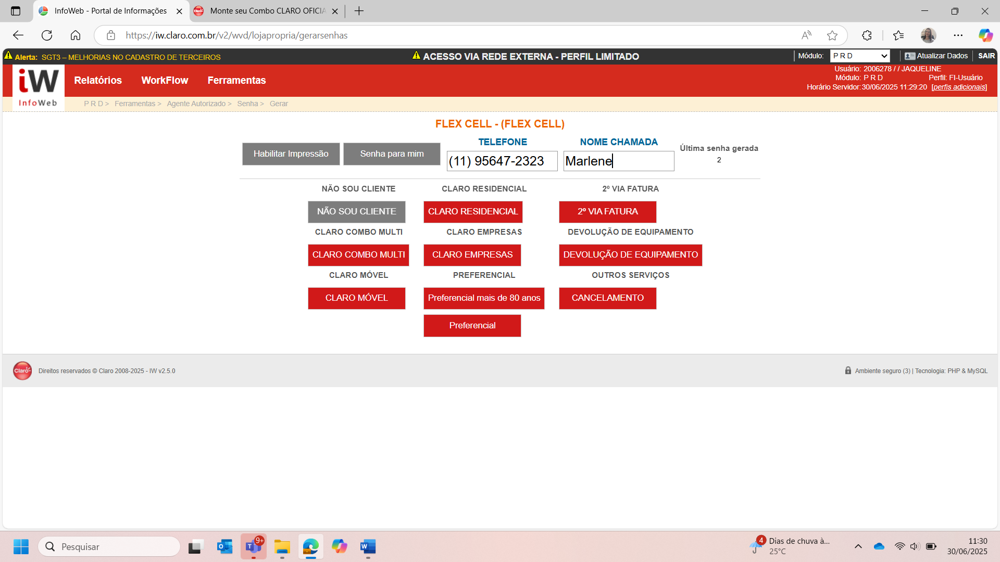 InfoWeb - Portal de Informações
Monte seu Combo CLARO OFICIA
https://iw.claro.com.br/v2/wvd/lojapropria/gerarsenhas
Alerta: SGT3 – MELHORIAS NO CADASTRO DE TERCEIROS
ACESSO VIA REDE EXTERNA - PERFIL LIMITADO
Módulo: P R D
Atualizar Dados
SAIR
iW
InfoWeb
Relatórios WorkFlow Ferramentas
Usuário: 2006278 / / JAQUELINE
Módulo: P R D Perfil: FI-Usuário
Horário Servidor:30/06/2025 11:29:20 [perfis adicionais]
P R D > Ferramentas > Agente Autorizado > Senha > Gerar
FLEX CELL - (FLEX CELL)
Habilitar Impressão
Senha para mim
TELEFONE
(11) 95647-2323
NOME CHAMADA
Marlene
Última senha gerada
2
NÃO SOU CLIENTE CLARO RESIDENCIAL 2º VIA FATURA
NÃO SOU CLIENTE CLARO RESIDENCIAL 2º VIA FATURA
CLARO COMBO MULTI CLARO EMPRESAS DEVOLUÇÃO DE EQUIPAMENTO
CLARO COMBO MULTI CLARO EMPRESAS DEVOLUÇÃO DE EQUIPAMENTO
CLARO MÓVEL PREFERENCIAL OUTROS SERVIÇOS
CLARO MÓVEL Preferencial mais de 80 anos CANCELAMENTO
Preferencial
Claro
Direitos reservados © Claro 2008-2025 - IW v2.5.0
Ambiente seguro (3) | Tecnologia: PHP & MySQL
Pesquisar
9+
4
Dias de chuva à...
25°C
11:30
30/06/2025